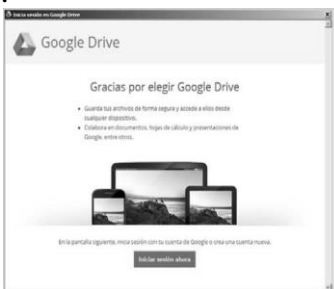 Inicia sesión en Google Drive
Google Drive
Gracias por elegir Google Drive
Guarda tus archivos de forma segura y accede a ellos desde
cualquier dispositivo.
Colabora en documentos, hojas de cálculo y presentaciones de
Google, entre otros.
En la pantalla siguiente, inicia sesión con tu cuenta de Google o crea una cuenta nueva.
Iniciar sesión ahora